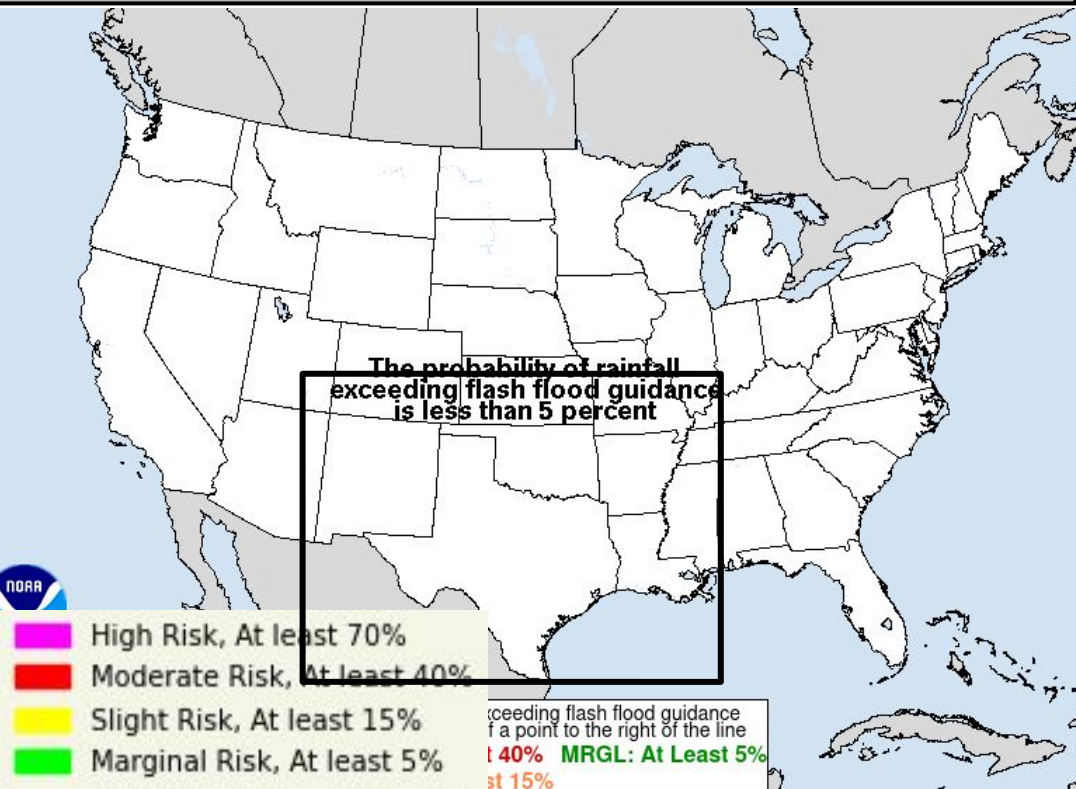 The probability of rainfall
exceeding flash flood guidance
is less than 5 percent
NOAA
High Risk, At least 70%
Moderate Risk, At least 40%
Slight Risk, At least 15%
Marginal Risk, At least 5%
xceeding flash flood guidance
f a point to the right of the line
t 40% MRGL: At Least 5%
st 15%